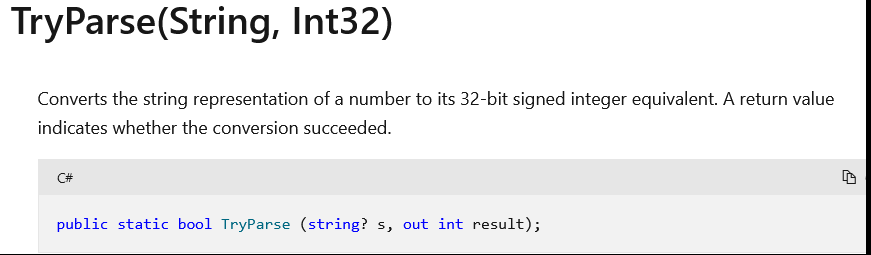 TryParse(String, Int32)
Converts the string representation of a number to its 32-bit signed integer equivalent. A return value
indicates whether the conversion succeeded.
C#
public static bool TryParse (string? s, out int result);